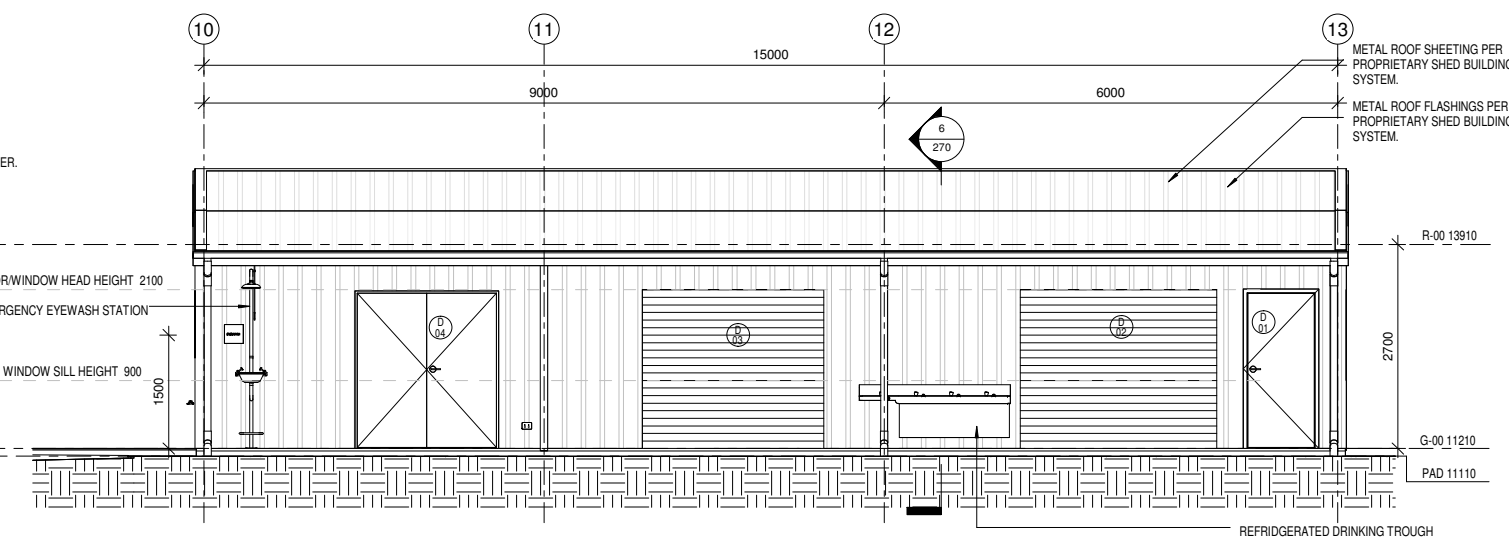 10
11
12
13
15000
9000
6000
METAL ROOF SHEETING PER
PROPRIETARY SHED BUILDING
SYSTEM.
METAL ROOF FLASHINGS PER
PROPRIETARY SHED BUILDING
SYSTEM.
6
270
ER.
R-00 13910
OR/WINDOW HEAD HEIGHT 2100
RGENCY EYEWASH STATION
WINDOW SILL HEIGHT 900
1500
D
04
D
03
D
02
D
01
2700
G-00 11210
PAD 11110
REFRIDGERATED DRINKING TROUGH